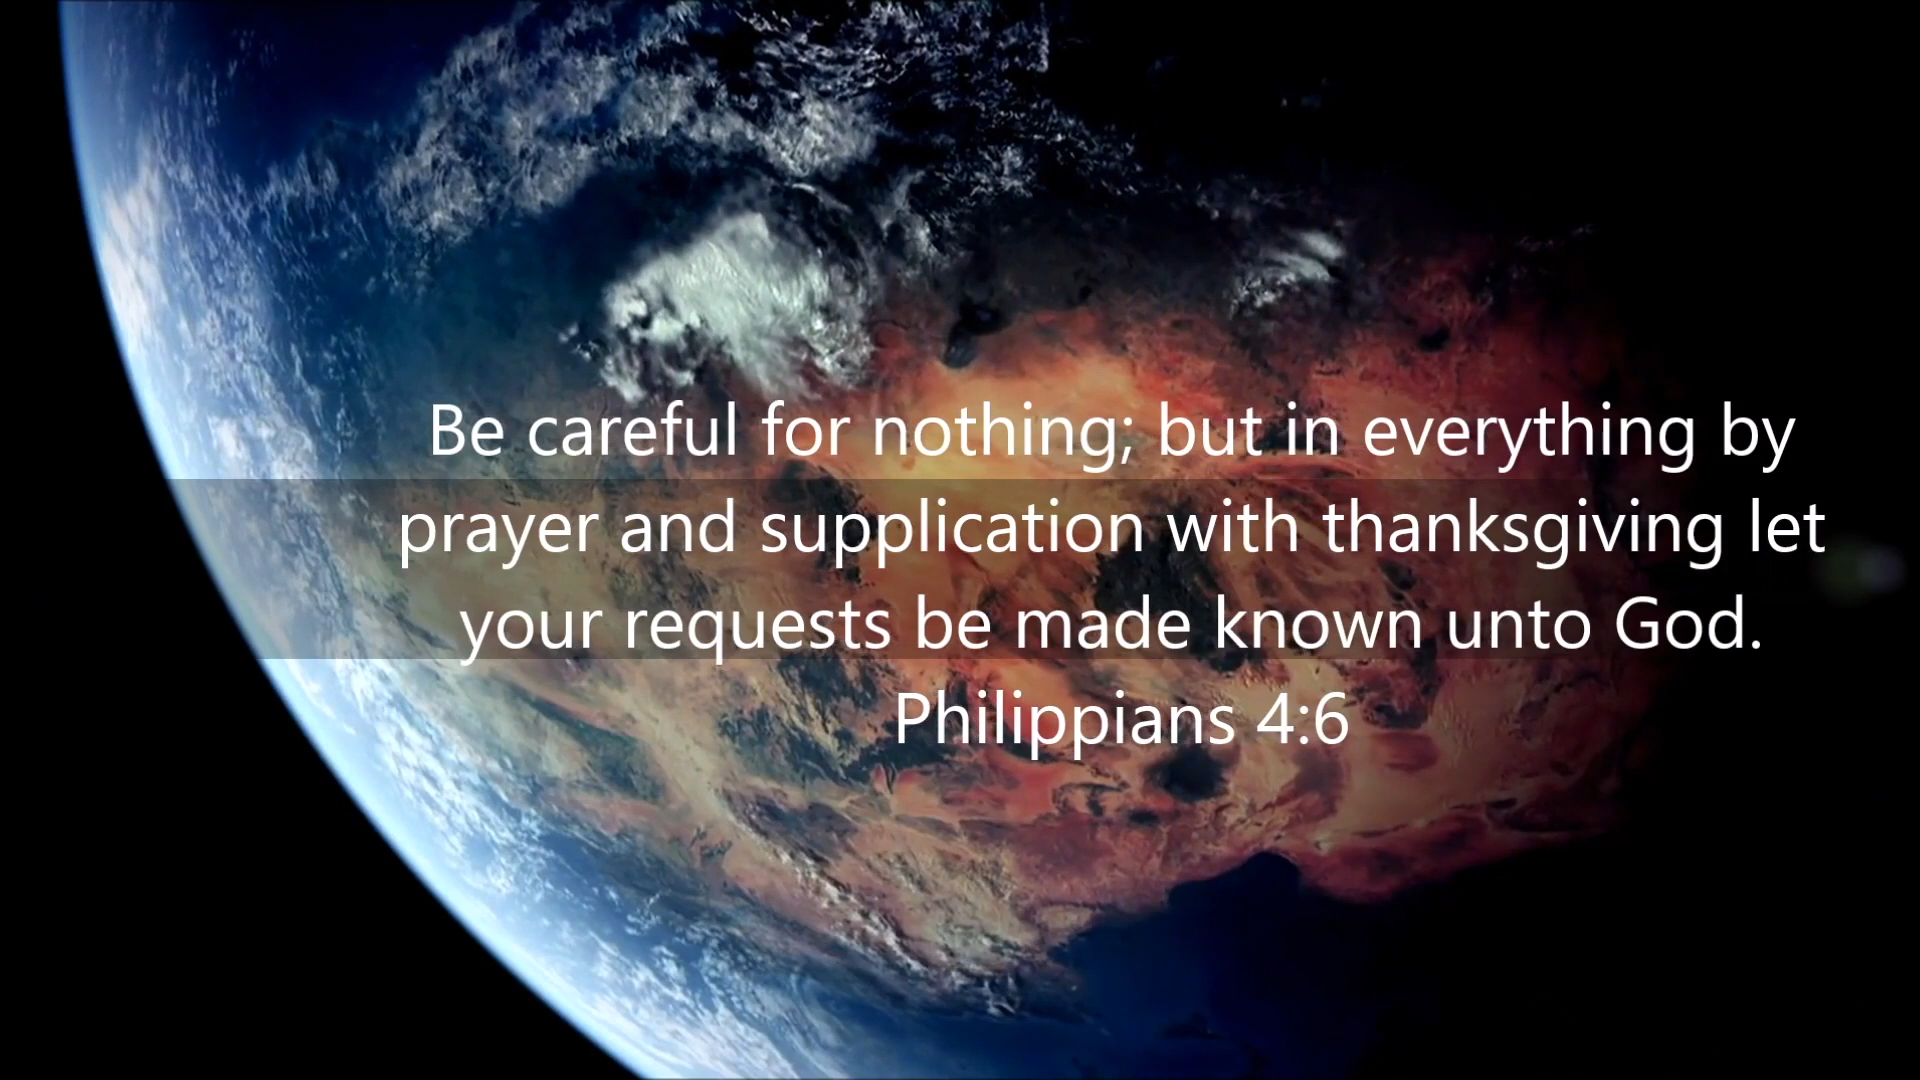 Be careful for nothing; but in everything by
prayer and supplication with thanksgiving let
your requests be made known unto God.
Philippians 4:6